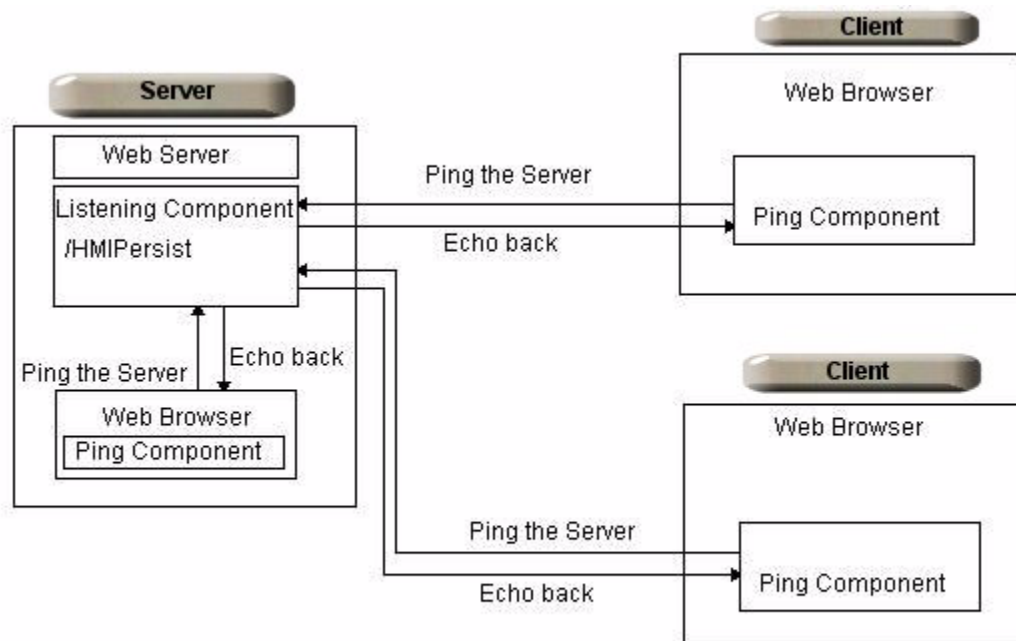 Client
Web Browser
Ping Component
Server
Web Server
Listening Component
/HMIPersist
Ping the Server
Echo back
Ping the Server
Echo back
Web Browser
Ping Component
Client
Web Browser
Ping the Server
Echo back
Ping Component